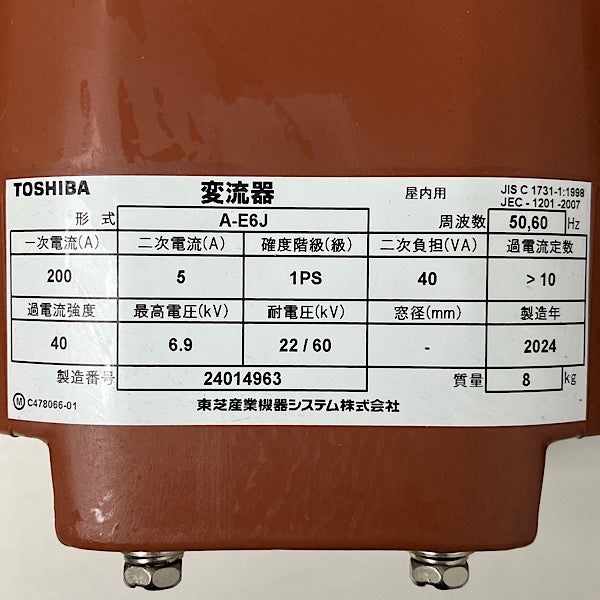 TOSHIBA 変流器 屋内用 JIS C 1731-1:1998
JEC - 1201 -2007
形式 A-E6J 周波数 50,60 Hz
一次電流(A) 二次電流(A) 確度階級(級) 二次負担(VA) 過電流定数
200 5 1PS 40 > 10
過電流強度 最高電圧(kV) 耐電圧(kV) 窓径(mm) 製造年
40 6.9 22 / 60 - 2024
製造番号 24014963 質量 8 kg
M C478066-01 東芝産業機器システム株式会社